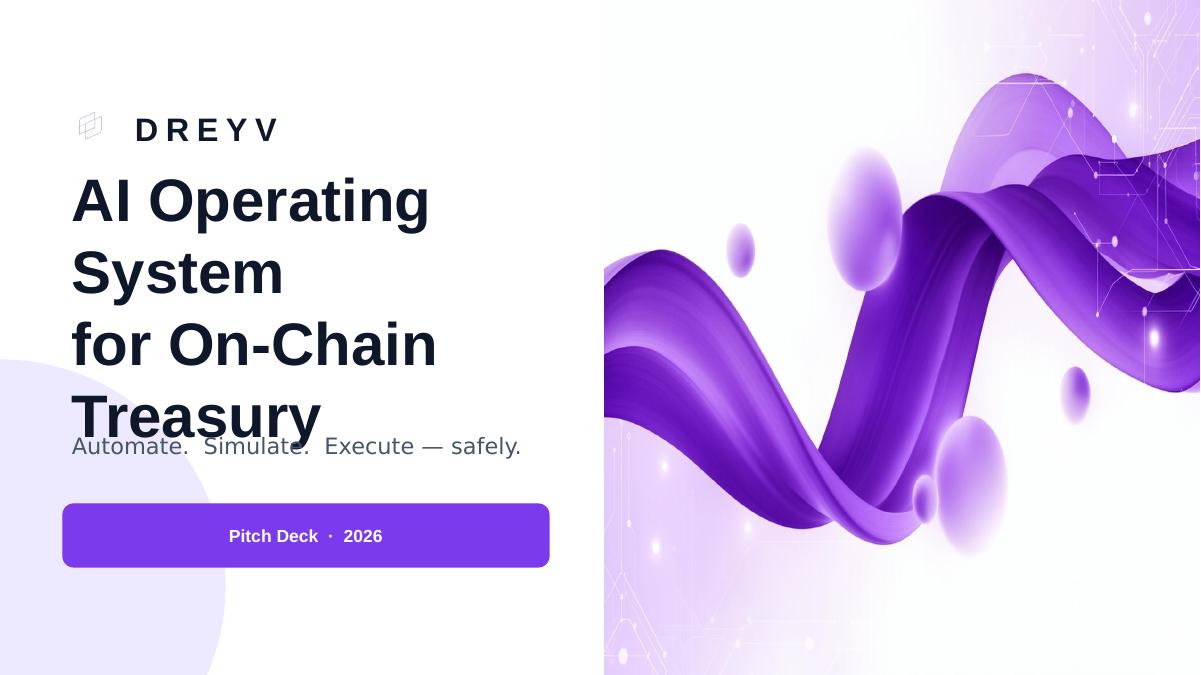 DREYV
AI Operating
System
for On-Chain
Treasury
Automate. Simulate. Execute — safely.
Pitch Deck · 2026